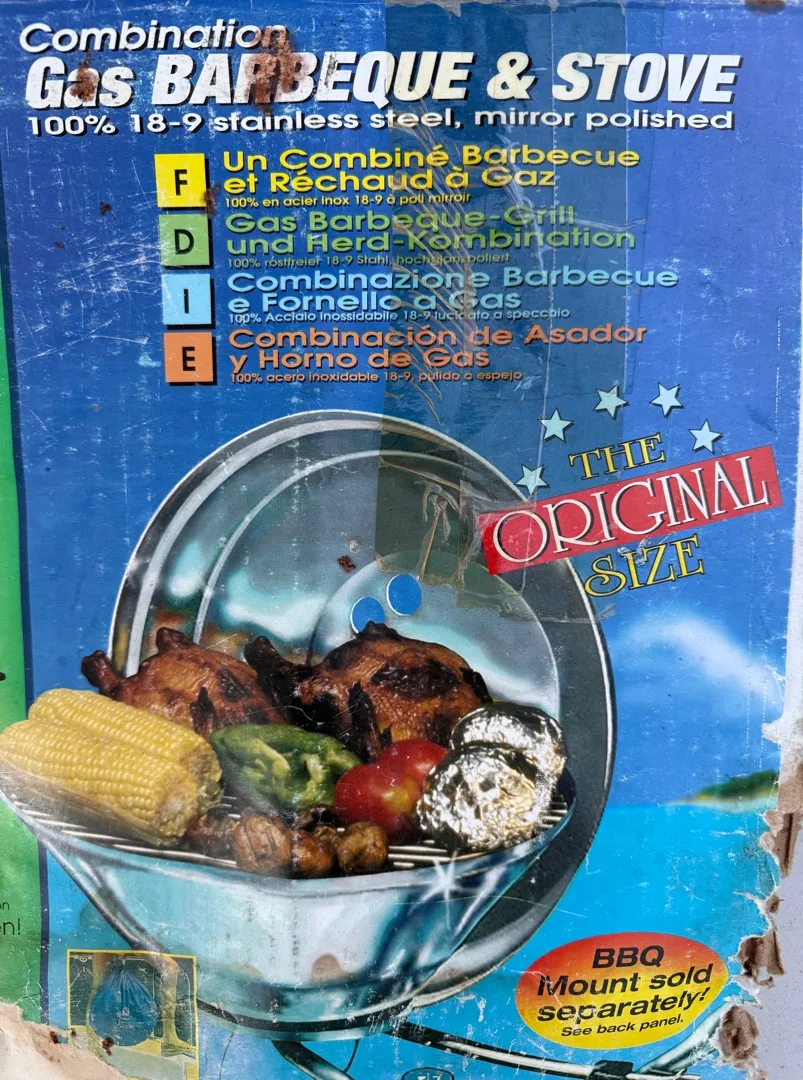 Combination
Gas BARBEQUE & STOVE
100% 18-9 stainless steel, mirror polished
F
Un Combiné Barbecue
et Réchaud à Gaz
100% en acier inox 18-9 à poli mirroir
D
Gas Barbeque-Grill
und Herd-Kombination
100% rostfreier 18-9 Stahl, hochglanz poliert
I
Combinazione Barbecue
e Fornello a Gas
100% Acciaio inossidabile 18-9 lucidato a specchio
E
Combinación de Asador
y Horno de Gas
100% acero inoxidable 18-9, pulido a espejo
THE
ORIGINAL
SIZE
BBQ
Mount sold
separately!
See back panel.